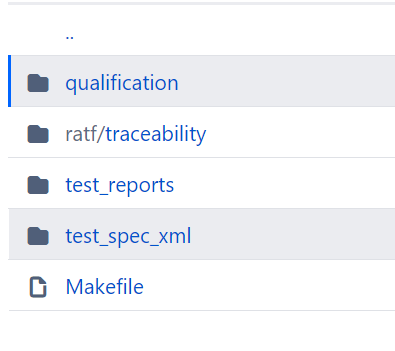 ..
qualification
ratf/traceability
test_reports
test_spec_xml
Makefile